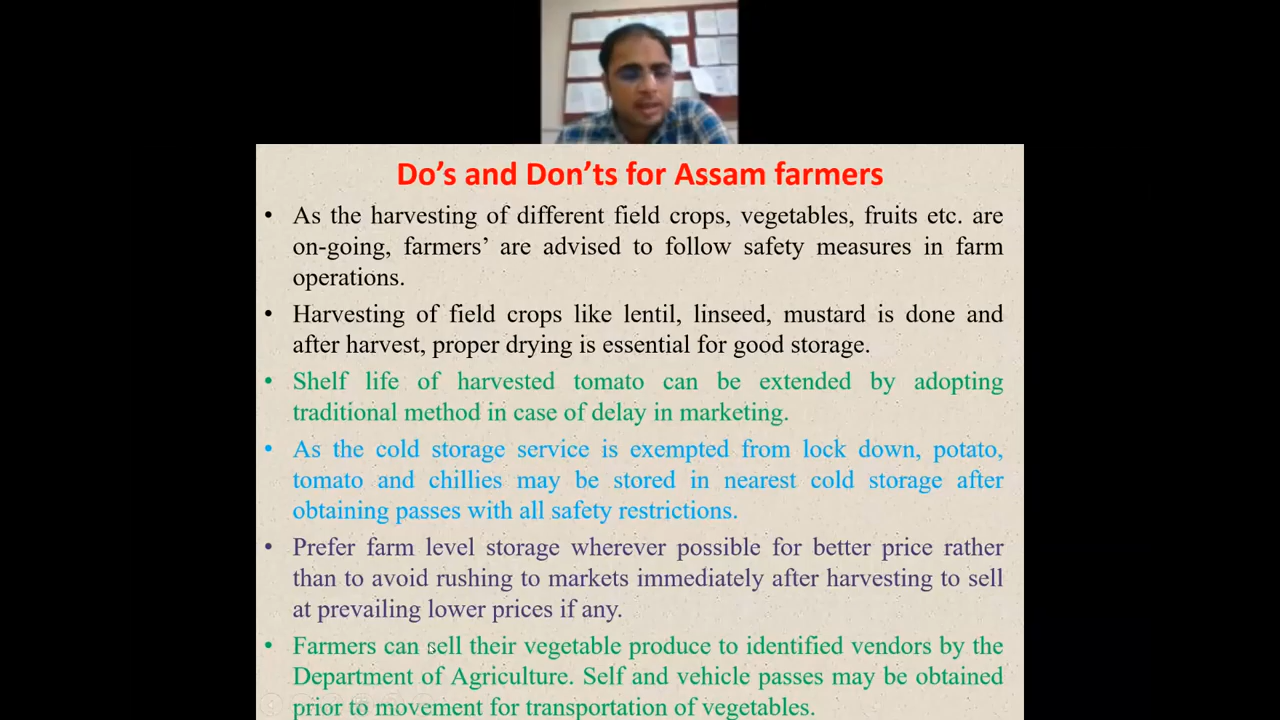 Do’s and Don’ts for Assam farmers
• As the harvesting of different field crops, vegetables, fruits etc. are
on-going, farmers’ are advised to follow safety measures in farm
operations.
• Harvesting of field crops like lentil, linseed, mustard is done and
after harvest, proper drying is essential for good storage.
• Shelf life of harvested tomato can be extended by adopting
traditional method in case of delay in marketing.
• As the cold storage service is exempted from lock down, potato,
tomato and chillies may be stored in nearest cold storage after
obtaining passes with all safety restrictions.
• Prefer farm level storage wherever possible for better price rather
than to avoid rushing to markets immediately after harvesting to sell
at prevailing lower prices if any.
• Farmers can sell their vegetable produce to identified vendors by the
Department of Agriculture. Self and vehicle passes may be obtained
prior to movement for transportation of vegetables.